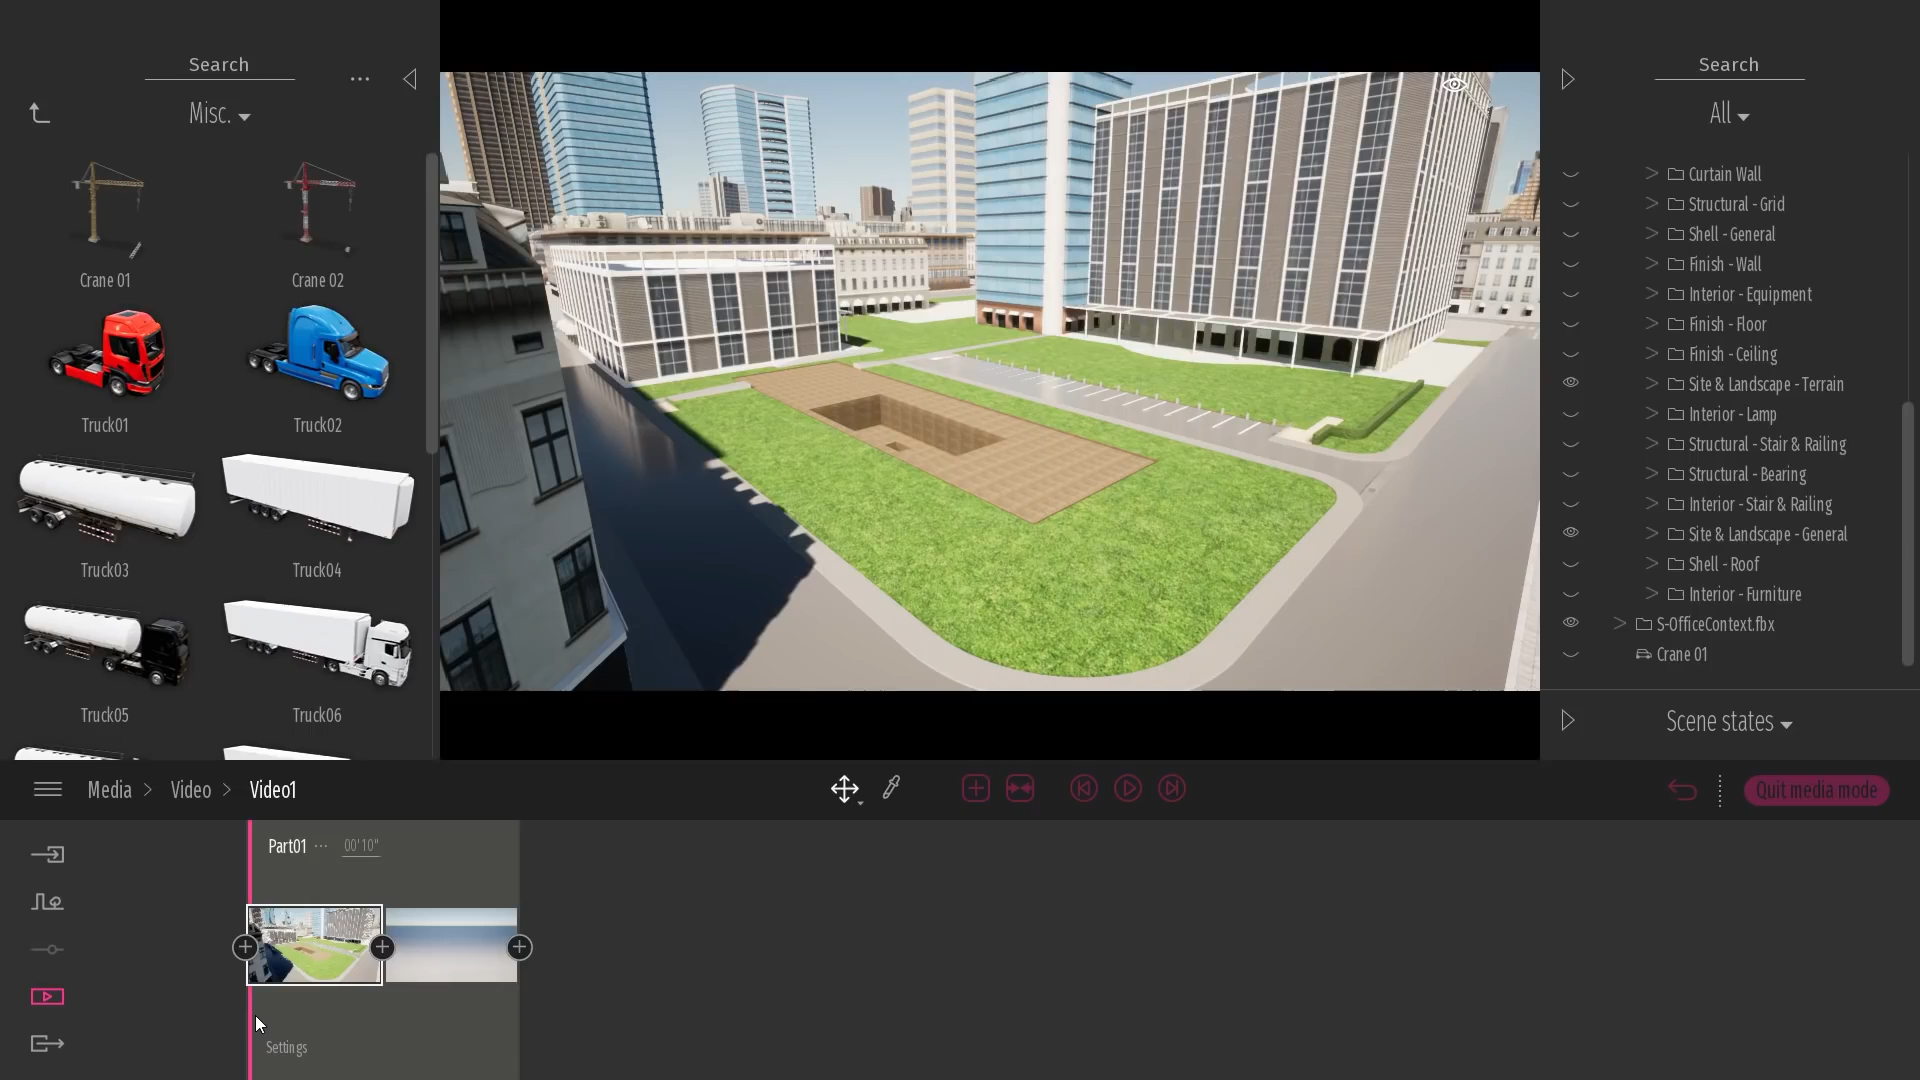 Search
...
Misc.
Crane 01
Crane 02
Truck01
Truck02
Truck03
Truck04
Truck05
Truck06
Search
All
Curtain Wall
Structural - Grid
Shell - General
Finish - Wall
Interior - Equipment
Finish - Floor
Finish - Ceiling
Site & Landscape - Terrain
Interior - Lamp
Structural - Stair & Railing
Structural - Bearing
Interior - Stair & Railing
Site & Landscape - General
Shell - Roof
Interior - Furniture
S-OfficeContext.fbx
Crane 01
Scene states
Media > Video > Video1
Quit media mode
Part01 ... 00'10"
Settings